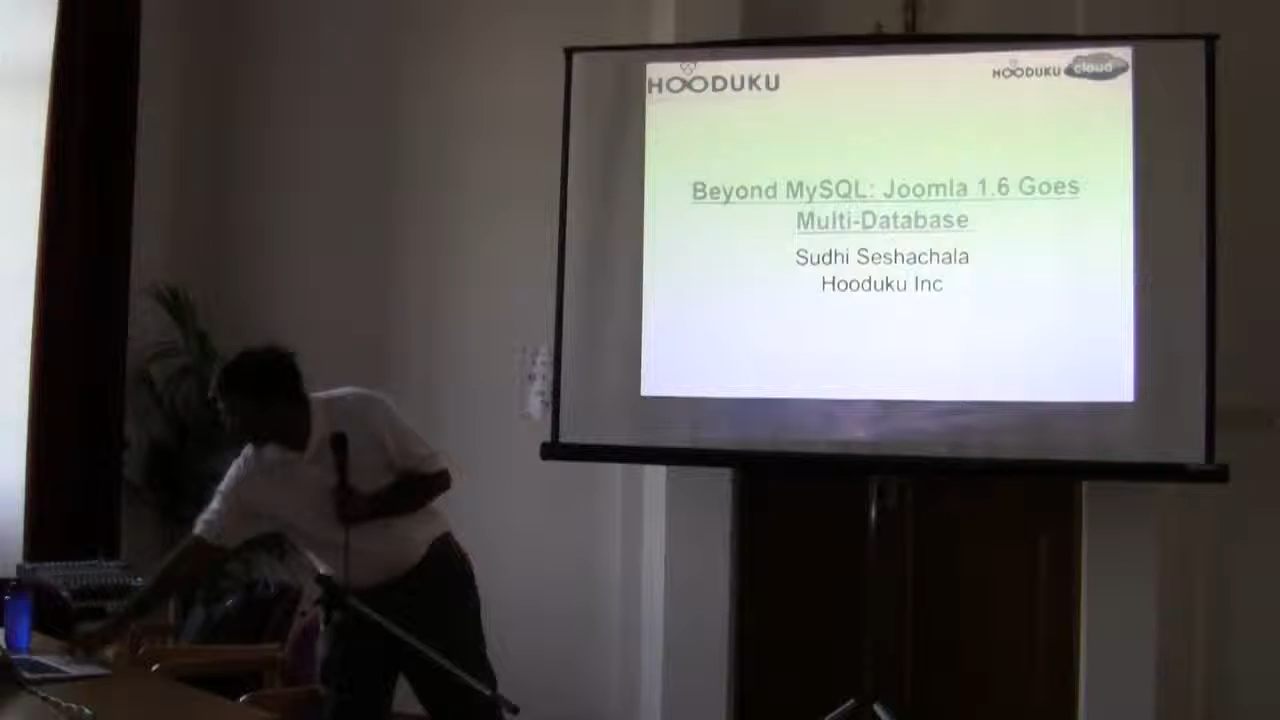 HOODUKU
HOODUKU cloud
Beyond MySQL: Joomla 1.6 Goes
Multi-Database
Sudhi Seshachala
Hooduku Inc